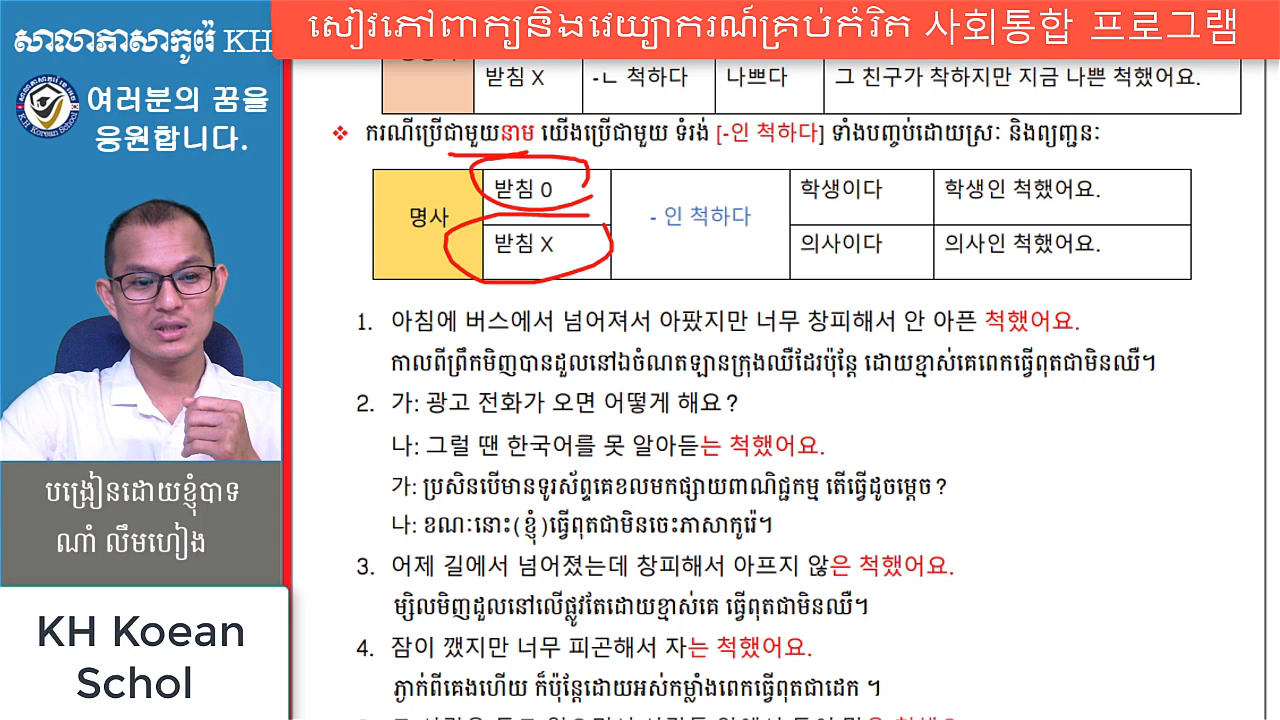 សាលាភាសាកូរ៉េ KH
សៀវភៅពាក្យនិងវេយ្យាករណ៍គ្រប់កំរិត 사회통합 프로그램
여러분의 꿈을
응원합니다.
받침 X -ㄴ 척하다 나쁘다 그 친구가 착하지만 지금 나쁜 척했어요.
❖ ករណីប្រើជាមួយនាម យើងប្រើជាមួយ ទំរង់ [-인 척하다] ទាំងបញ្ចប់ដោយស្រៈ និងព្យញ្ជនៈ
명사 받침 0 - 인 척하다 학생이다 학생인 척했어요.
받침 X 의사이다 의사인 척했어요.
1. 아침에 버스에서 넘어져서 아팠지만 너무 창피해서 안 아픈 척했어요.
កាលពីព្រឹកមិញបានដួលនៅឯចំណតឡានក្រុងឈឺដែរប៉ុន្តែ ដោយខ្មាស់គេពេកធ្វើពុតជាមិនឈឺ។
2. 가: 광고 전화가 오면 어떻게 해요?
나: 그럴 땐 한국어를 못 알아듣는 척했어요.
가: ប្រសិនបើមានទូរស័ព្ទគេខលមកផ្សាយពាណិជ្ជកម្ម តើធ្វើដូចម្ដេច?
나: ខណៈនោះ(ខ្ញុំ)ធ្វើពុតជាមិនចេះភាសាកូរ៉េ។
3. 어제 길에서 넘어졌는데 창피해서 아프지 않은 척했어요.
ម្សិលមិញដួលនៅលើផ្លូវតែដោយខ្មាស់គេ ធ្វើពុតជាមិនឈឺ។
4. 잠이 깼지만 너무 피곤해서 자는 척했어요.
ភ្ញាក់ពីគេងហើយ ក៏ប៉ុន្តែដោយអស់កម្លាំងពេកធ្វើពុតជាដេក ។
បង្រៀនដោយខ្ញុំបាទ
ណាំ លឹមហៀង
KH Koean
Schol